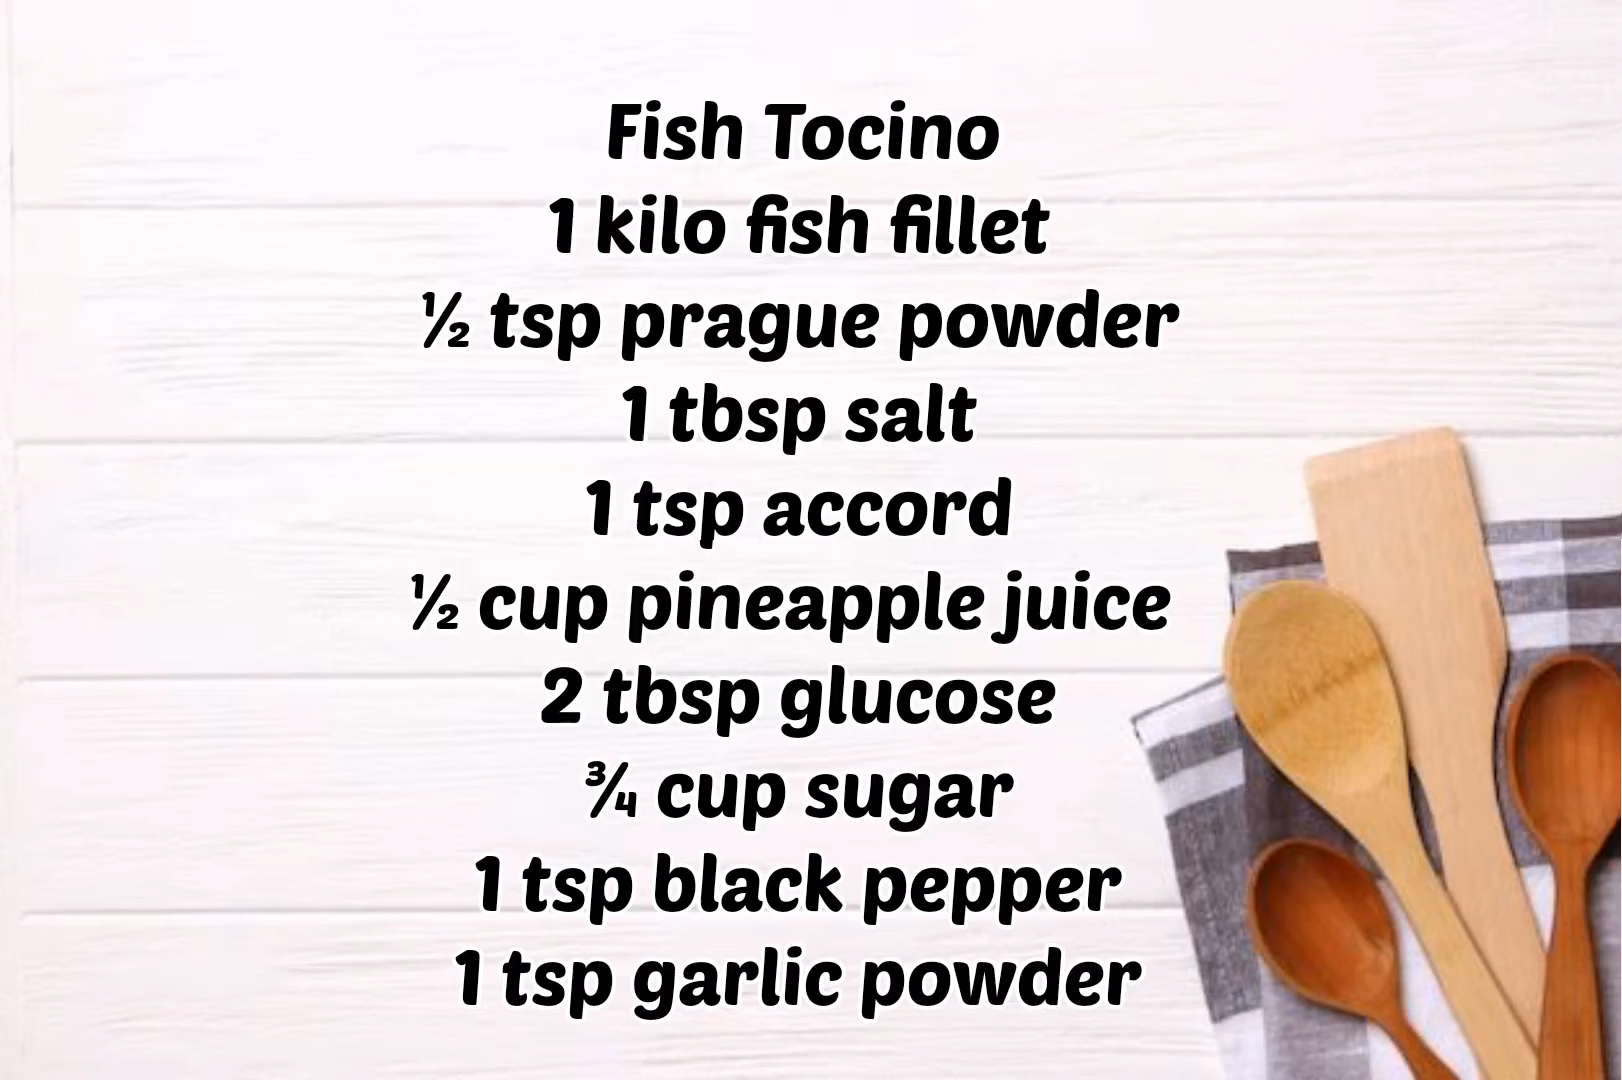 Fish Tocino
1 kilo fish fillet
½ tsp prague powder
1 tbsp salt
1 tsp accord
½ cup pineapple juice
2 tbsp glucose
¾ cup sugar
1 tsp black pepper
1 tsp garlic powder